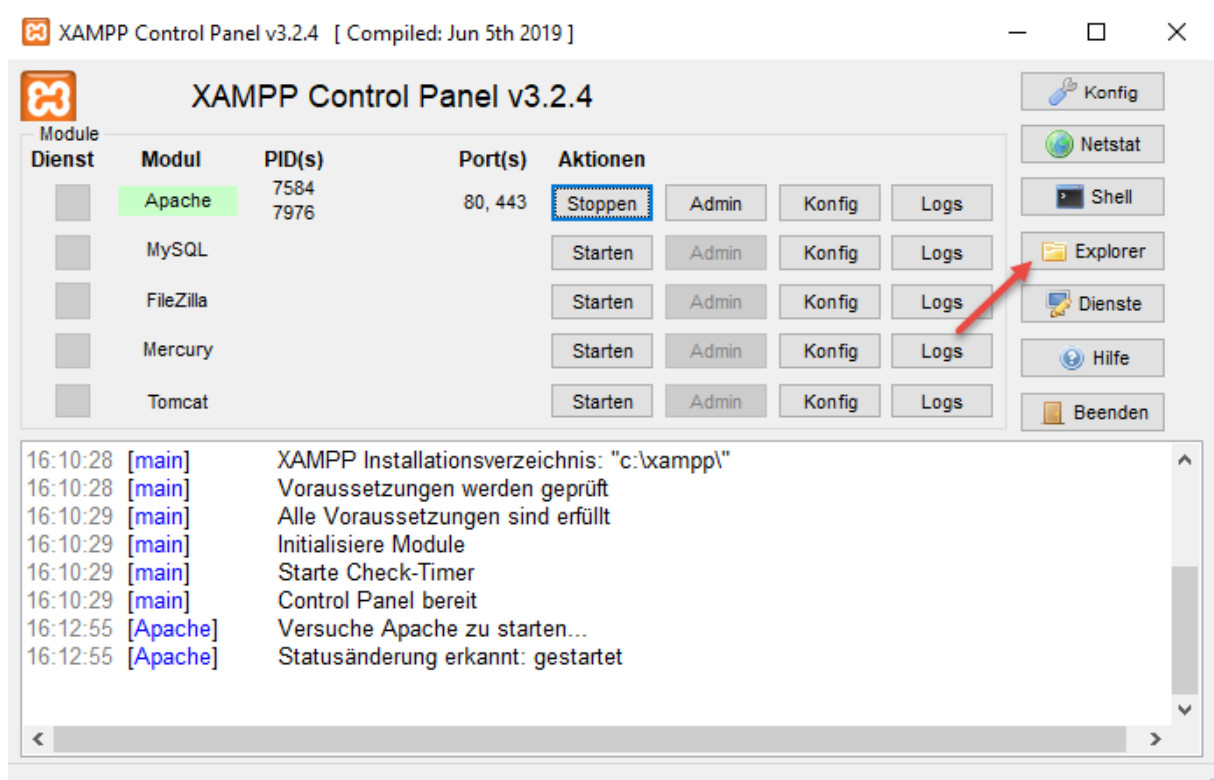 XAMPP Control Panel v3.2.4 [ Compiled: Jun 5th 2019 ]
XAMPP Control Panel v3.2.4
Konfig
Module
Dienst Modul PID(s) Port(s) Aktionen
Netstat
Apache 7584 7976 80, 443 Stoppen Admin Konfig Logs
Shell
MySQL Starten Admin Konfig Logs
Explorer
FileZilla Starten Admin Konfig Logs
Dienste
Mercury Starten Admin Konfig Logs
Hilfe
Tomcat Starten Admin Konfig Logs
Beenden
16:10:28 [main] XAMPP Installationsverzeichnis: "c:\xampp\"
16:10:28 [main] Voraussetzungen werden geprüft
16:10:29 [main] Alle Voraussetzungen sind erfüllt
16:10:29 [main] Initialisiere Module
16:10:29 [main] Starte Check-Timer
16:10:29 [main] Control Panel bereit
16:12:55 [Apache] Versuche Apache zu starten...
16:12:55 [Apache] Statusänderung erkannt: gestartet